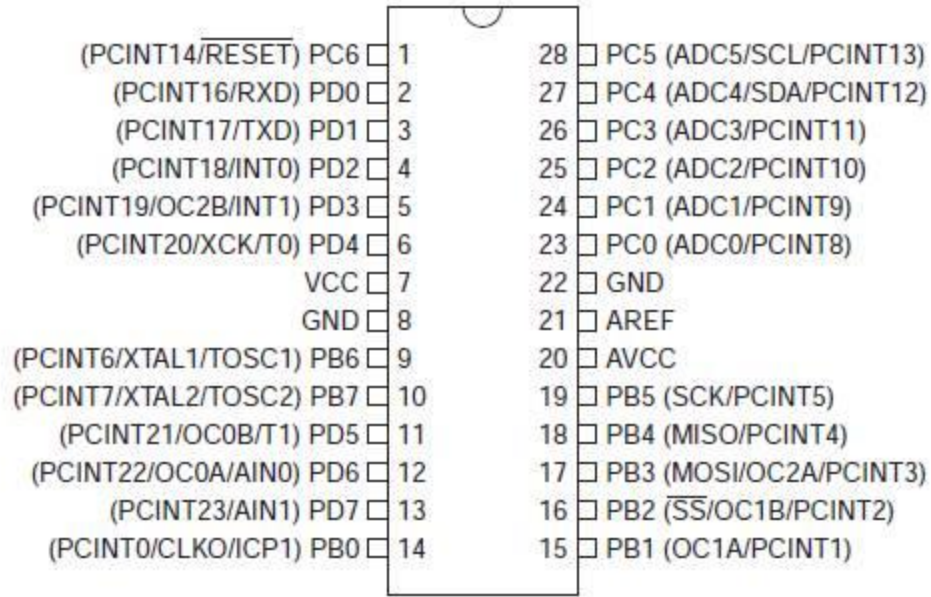 (PCINT14/RESET) PC6 1 28 PC5 (ADC5/SCL/PCINT13)
(PCINT16/RXD) PD0 2 27 PC4 (ADC4/SDA/PCINT12)
(PCINT17/TXD) PD1 3 26 PC3 (ADC3/PCINT11)
(PCINT18/INT0) PD2 4 25 PC2 (ADC2/PCINT10)
(PCINT19/OC2B/INT1) PD3 5 24 PC1 (ADC1/PCINT9)
(PCINT20/XCK/T0) PD4 6 23 PC0 (ADC0/PCINT8)
VCC 7 22 GND
GND 8 21 AREF
(PCINT6/XTAL1/TOSC1) PB6 9 20 AVCC
(PCINT7/XTAL2/TOSC2) PB7 10 19 PB5 (SCK/PCINT5)
(PCINT21/OC0B/T1) PD5 11 18 PB4 (MISO/PCINT4)
(PCINT22/OC0A/AIN0) PD6 12 17 PB3 (MOSI/OC2A/PCINT3)
(PCINT23/AIN1) PD7 13 16 PB2 (SS/OC1B/PCINT2)
(PCINT0/CLKO/ICP1) PB0 14 15 PB1 (OC1A/PCINT1)